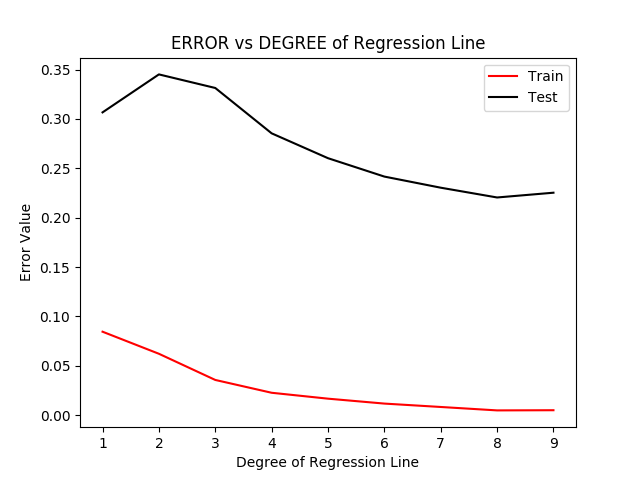 ERROR vs DEGREE of Regression Line
Train
Test
Error Value
0.35
0.30
0.25
0.20
0.15
0.10
0.05
0.00
1 2 3 4 5 6 7 8 9
Degree of Regression Line